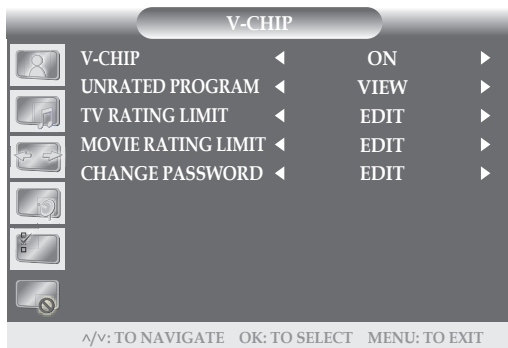 V-CHIP
V-CHIP ON
UNRATED PROGRAM VIEW
TV RATING LIMIT EDIT
MOVIE RATING LIMIT EDIT
CHANGE PASSWORD EDIT
^/v: TO NAVIGATE OK: TO SELECT MENU: TO EXIT